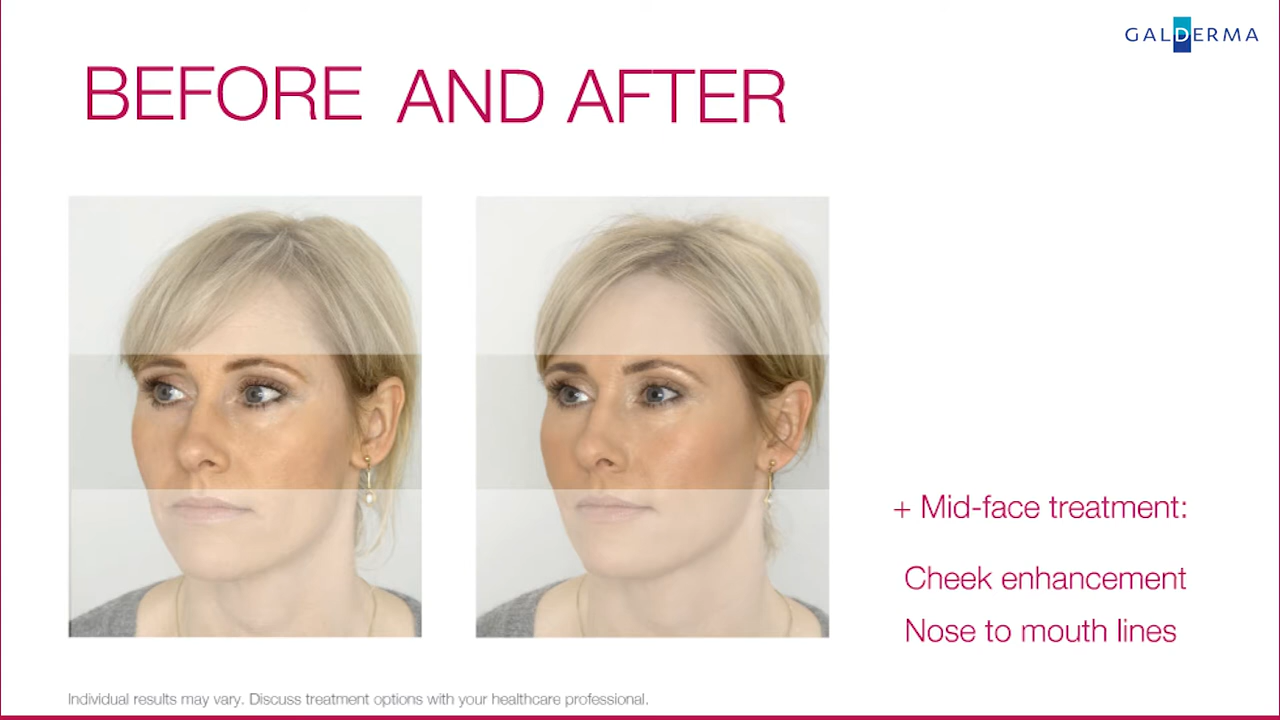 GALDERMA
BEFORE AND AFTER
+ Mid-face treatment:
Cheek enhancement
Nose to mouth lines
Individual results may vary. Discuss treatment options with your healthcare professional.